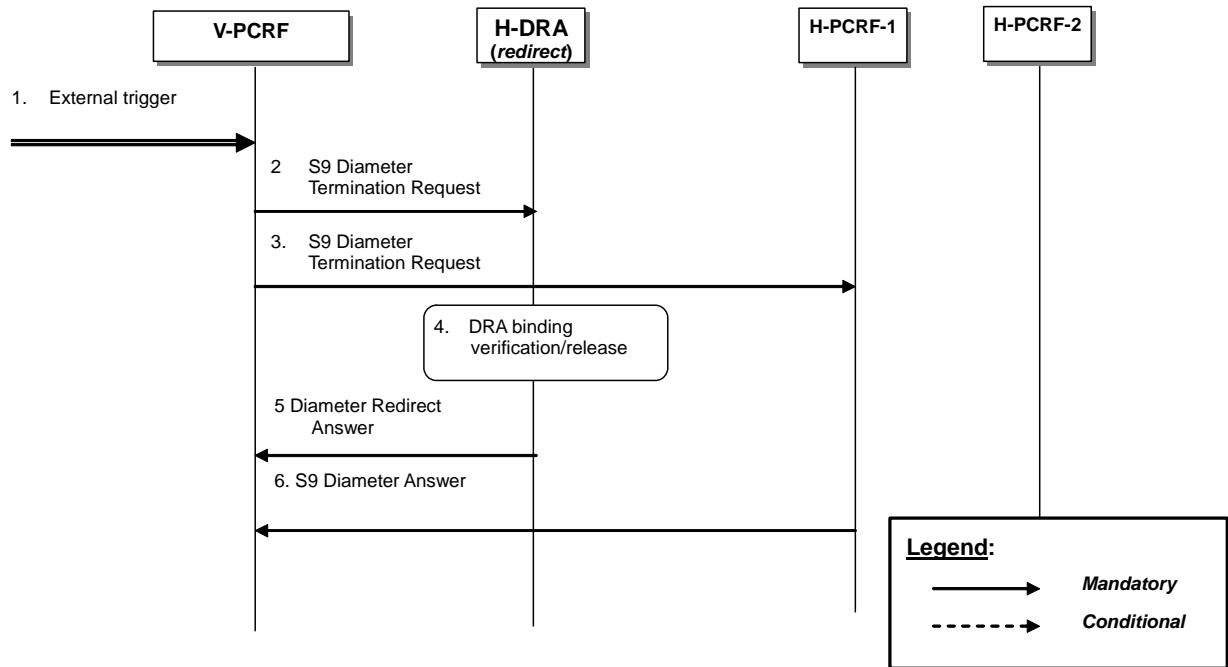 V-PCRF
H-DRA
(redirect)
H-PCRF-1
H-PCRF-2
1. External trigger
2 S9 Diameter
Termination Request
3. S9 Diameter
Termination Request
4. DRA binding
verification/release
5 Diameter Redirect
Answer
6. S9 Diameter Answer
Legend:
Mandatory
Conditional